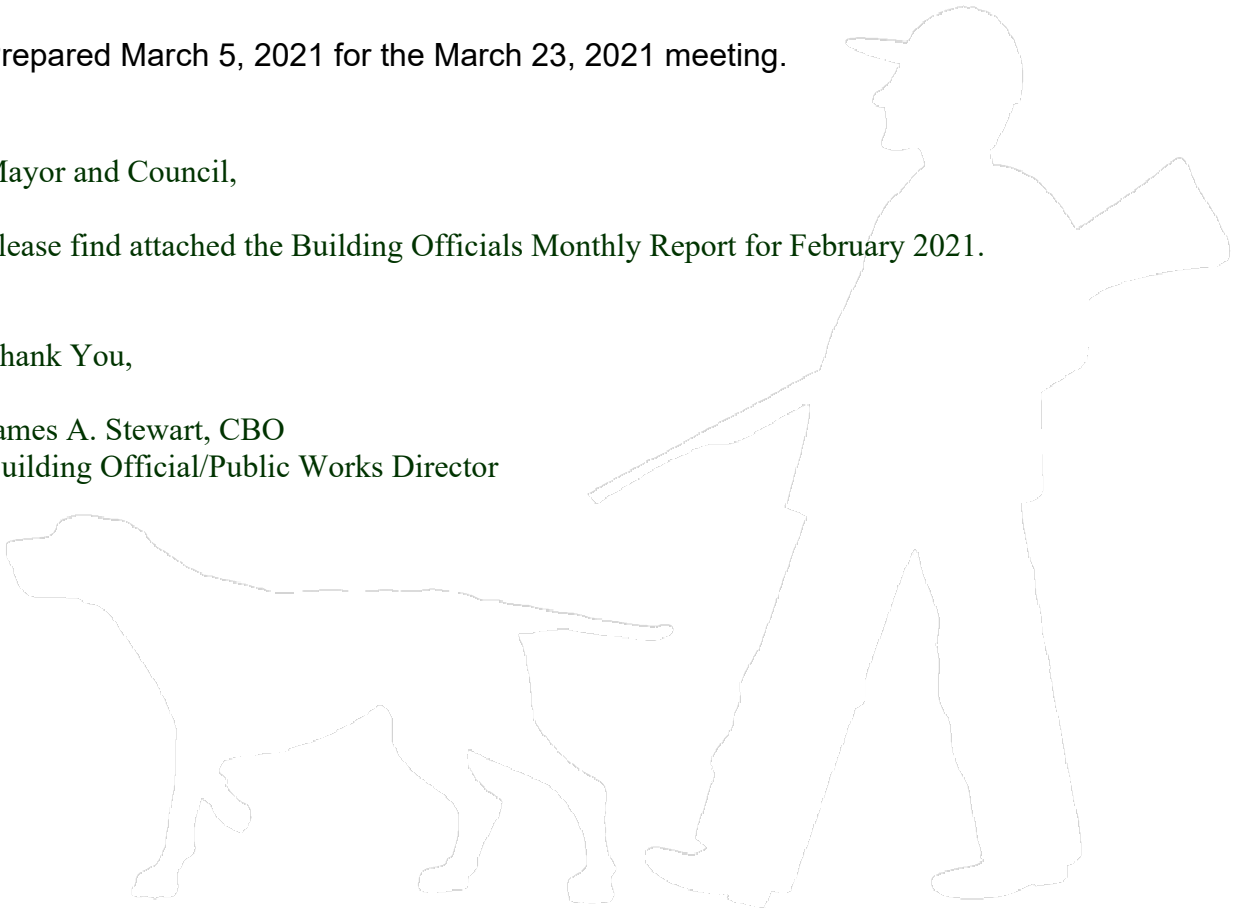 repared March 5, 2021 for the March 23, 2021 meeting.
Mayor and Council,
lease find attached the Building Officials Monthly Report for February 2021.
hank You,
ames A. Stewart, CBO
uilding Official/Public Works Director